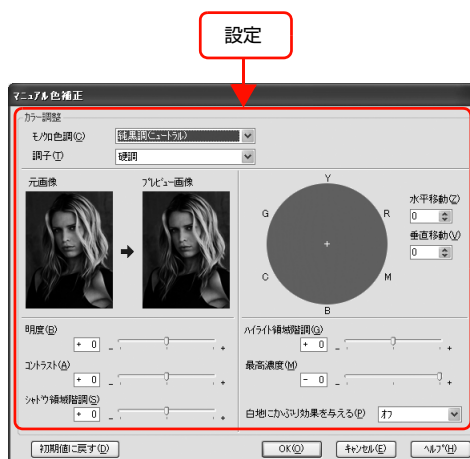 設定
マニュアル色補正
カラー調整
モノクロ色調(C)
純黒調(ニュートラル)
調子(T)
硬調
元画像
プレビュー画像
Y
G
R
C
M
B
水平移動(Z)
0
垂直移動(V)
0
明度(B)
+ 0
- +
コントラスト(A)
+ 0
- +
シャドウ領域階調(S)
+ 0
- +
ハイライト領域階調(G)
+ 0
- +
最高濃度(M)
- 0
- +
白地にかぶり効果を与える(P)
オフ
初期値に戻す(D)
OK(O)
キャンセル(E)
ヘルプ(H)